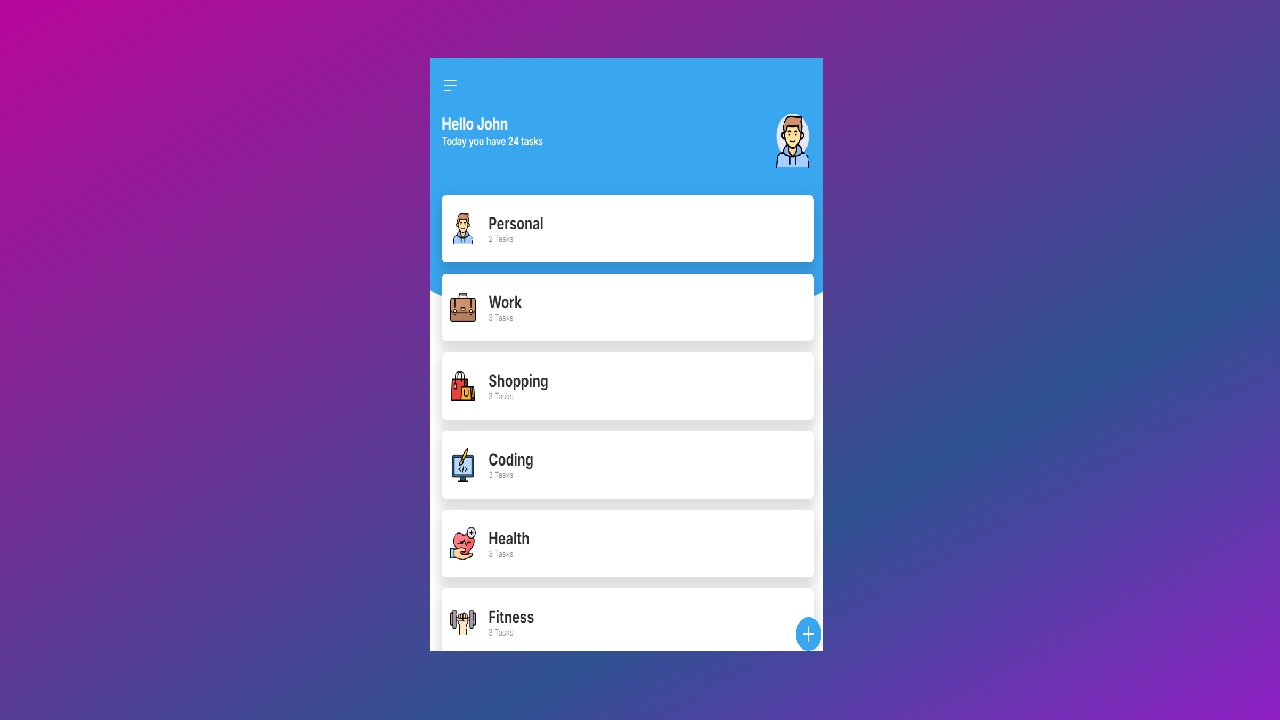 Hello John
Today you have 24 tasks
Personal
2 Tasks
Work
3 Tasks
Shopping
3 Tasks
Coding
3 Tasks
Health
3 Tasks
Fitness
3 Tasks